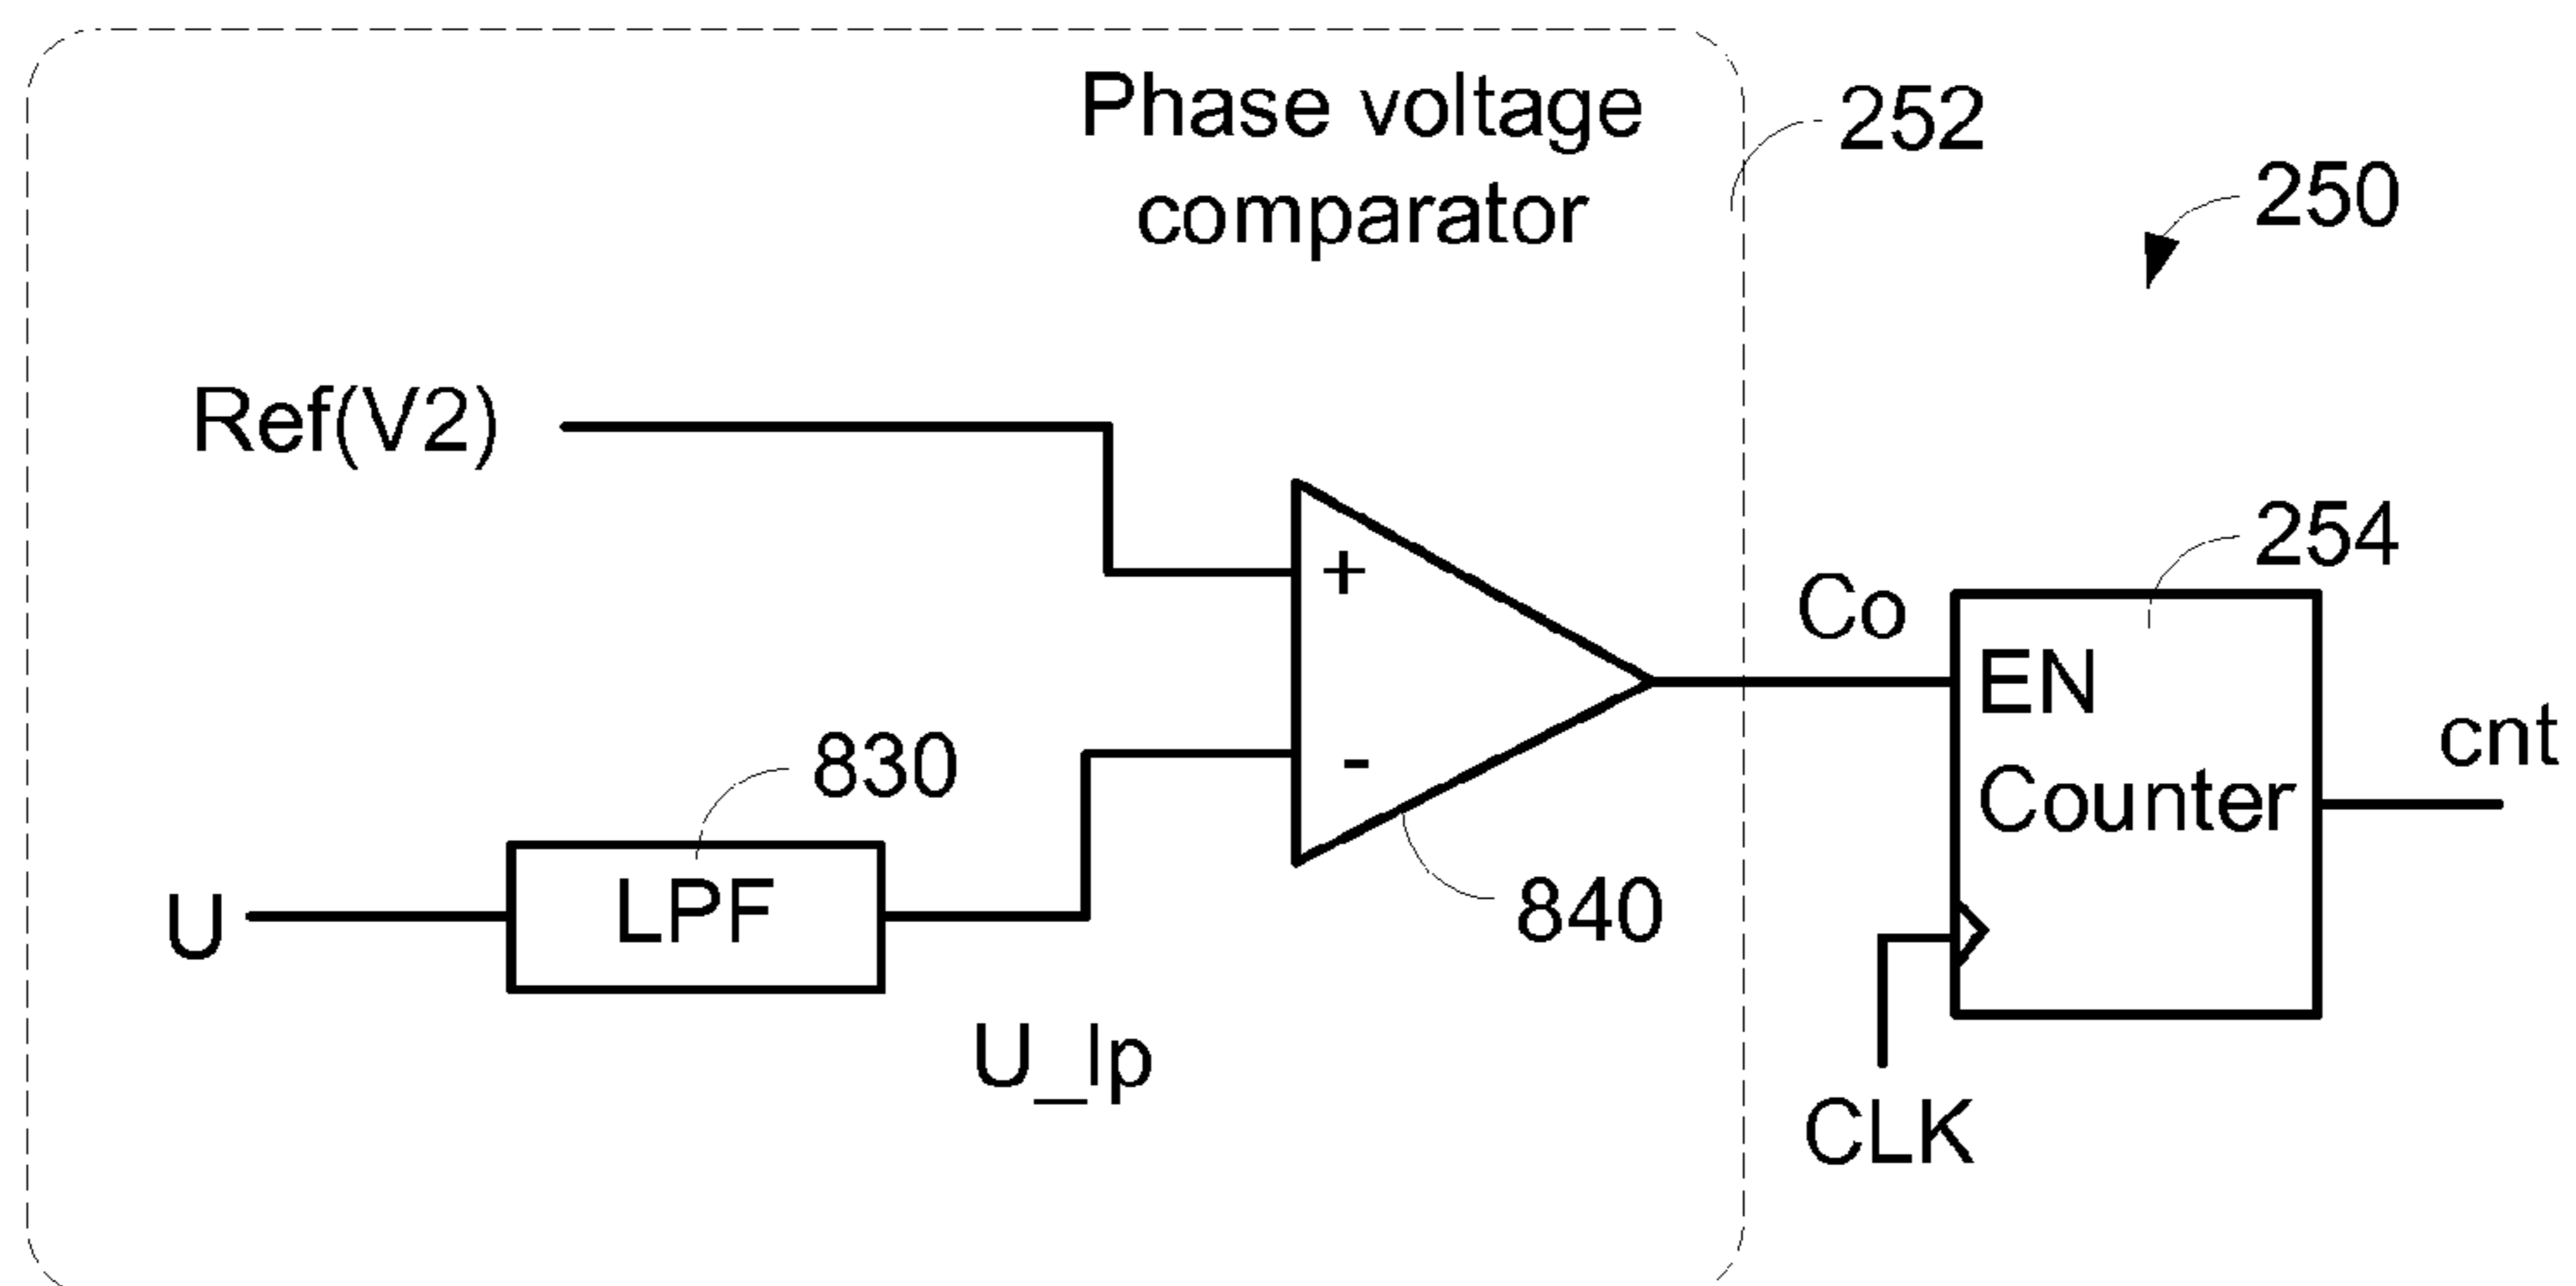 Phase voltage
comparator
252
250
Ref(V2)
+
-
840
Co
254
EN
Counter
cnt
CLK
U
LPF
830
U_lp